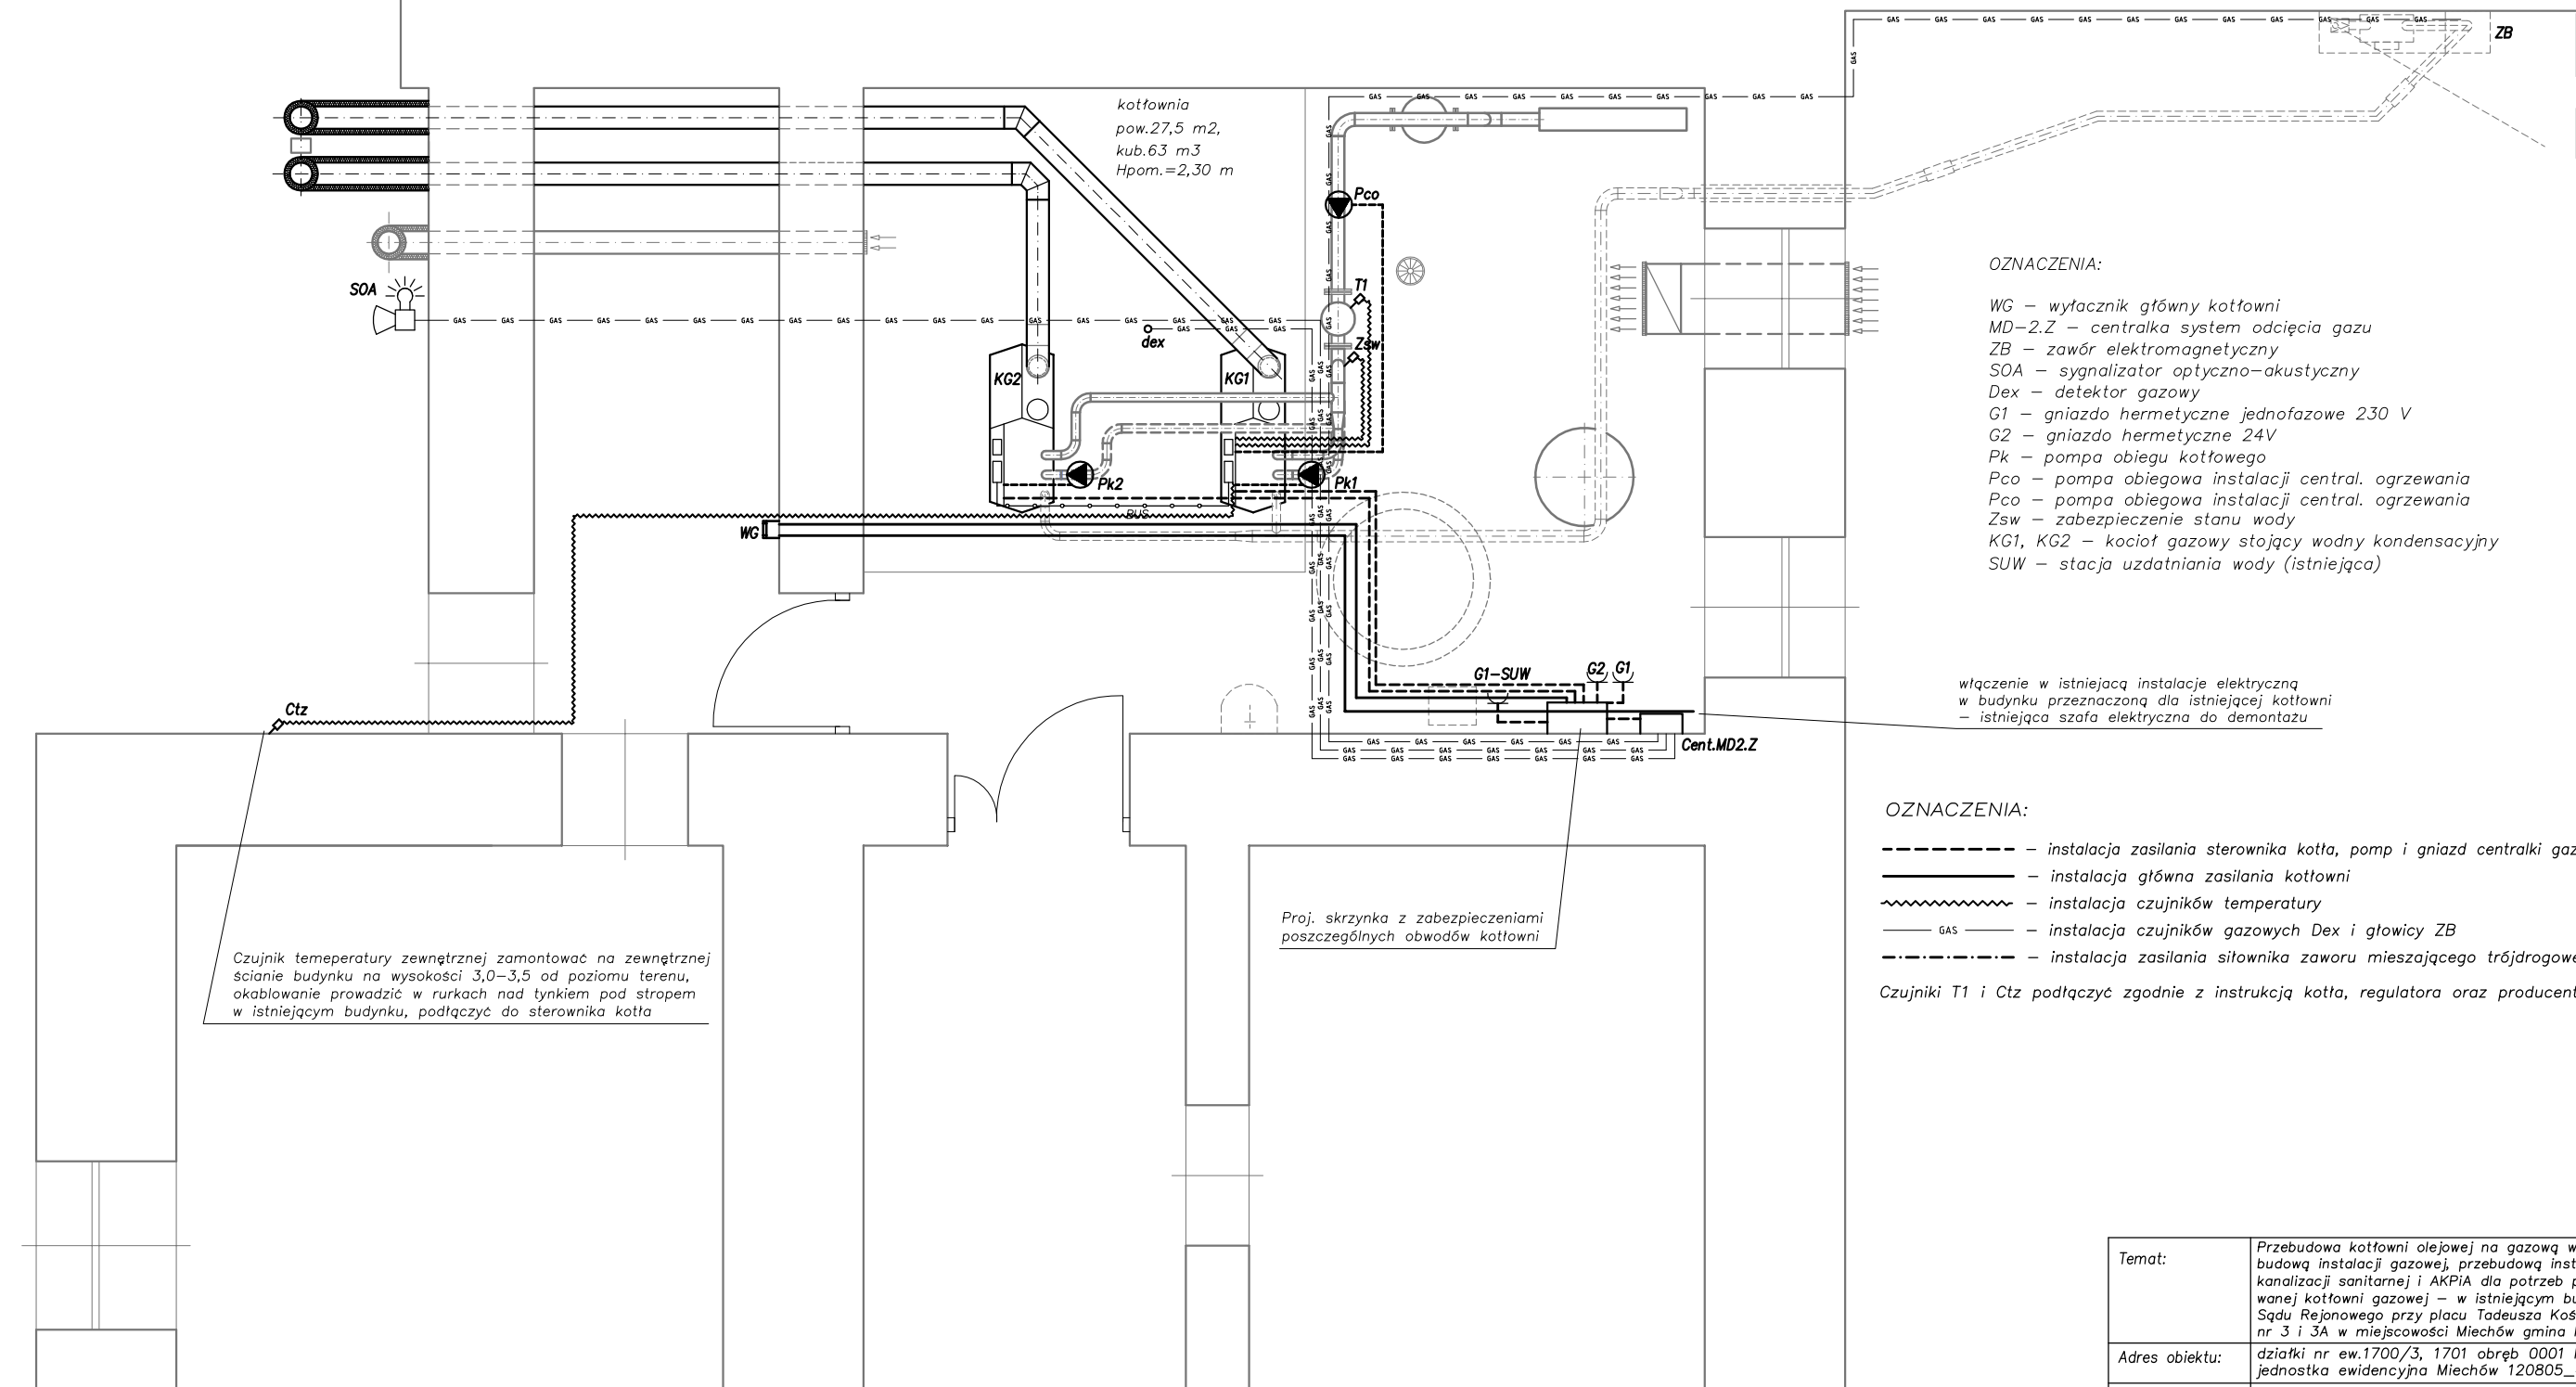 ZB
kotłownia
pow.27,5 m2,
kub.63 m3
Hpom.=2,30 m
Pco
SOA
T1
dex
Zsw
KG2
KG1
Pk2
Pk1
BUS
WG
GAS
OZNACZENIA:
WG – wyłacznik główny kotłowni
MD–2.Z – centralka system odcięcia gazu
ZB – zawór elektromagnetyczny
SOA – sygnalizator optyczno–akustyczny
Dex – detektor gazowy
G1 – gniazdo hermetyczne jednofazowe 230 V
G2 – gniazdo hermetyczne 24V
Pk – pompa obiegu kotłowego
Pco – pompa obiegowa instalacji central. ogrzewania
Pco – pompa obiegowa instalacji central. ogrzewania
Zsw – zabezpieczenie stanu wody
KG1, KG2 – kocioł gazowy stojący wodny kondensacyjny
SUW – stacja uzdatniania wody (istniejąca)
G1–SUW
G2
G1
Ctz
Cent.MD2.Z
włączenie w istniejacą instalacje elektryczną
w budynku przeznaczoną dla istniejącej kotłowni
– istniejąca szafa elektryczna do demontażu
Proj. skrzynka z zabezpieczeniami
poszczególnych obwodów kotłowni
Czujnik temeperatury zewnętrznej zamontować na zewnętrznej
ścianie budynku na wysokości 3,0–3,5 od poziomu terenu,
okablowanie prowadzić w rurkach nad tynkiem pod stropem
w istniejącym budynku, podłączyć do sterownika kotła
OZNACZENIA:
– instalacja zasilania sterownika kotła, pomp i gniazd centralki gaz
– instalacja główna zasilania kotłowni
– instalacja czujników temperatury
GAS – instalacja czujników gazowych Dex i głowicy ZB
– instalacja zasilania siłownika zaworu mieszającego trójdrogowe
Czujniki T1 i Ctz podłączyć zgodnie z instrukcją kotła, regulatora oraz producent
Temat:
Przebudowa kotłowni olejowej na gazową w
budową instalacji gazowej, przebudową inst
kanalizacji sanitarnej i AKPiA dla potrzeb p
wanej kotłowni gazowej – w istniejącym bu
Sądu Rejonowego przy placu Tadeusza Koś
nr 3 i 3A w miejscowości Miechów gmina
Adres obiektu:
działki nr ew.1700/3, 1701 obręb 0001
jednostka ewidencyjna Miechów 120805_